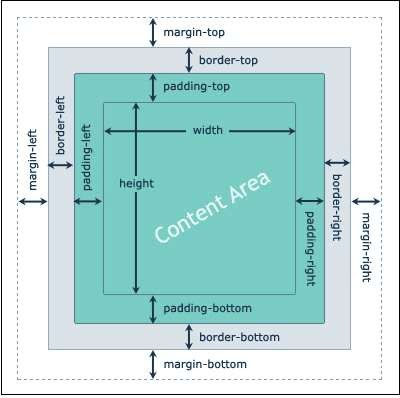 margin-top
border-top
padding-top
width
height
Content Area
margin-left
border-left
padding-left
padding-right
border-right
margin-right
padding-bottom
border-bottom
margin-bottom